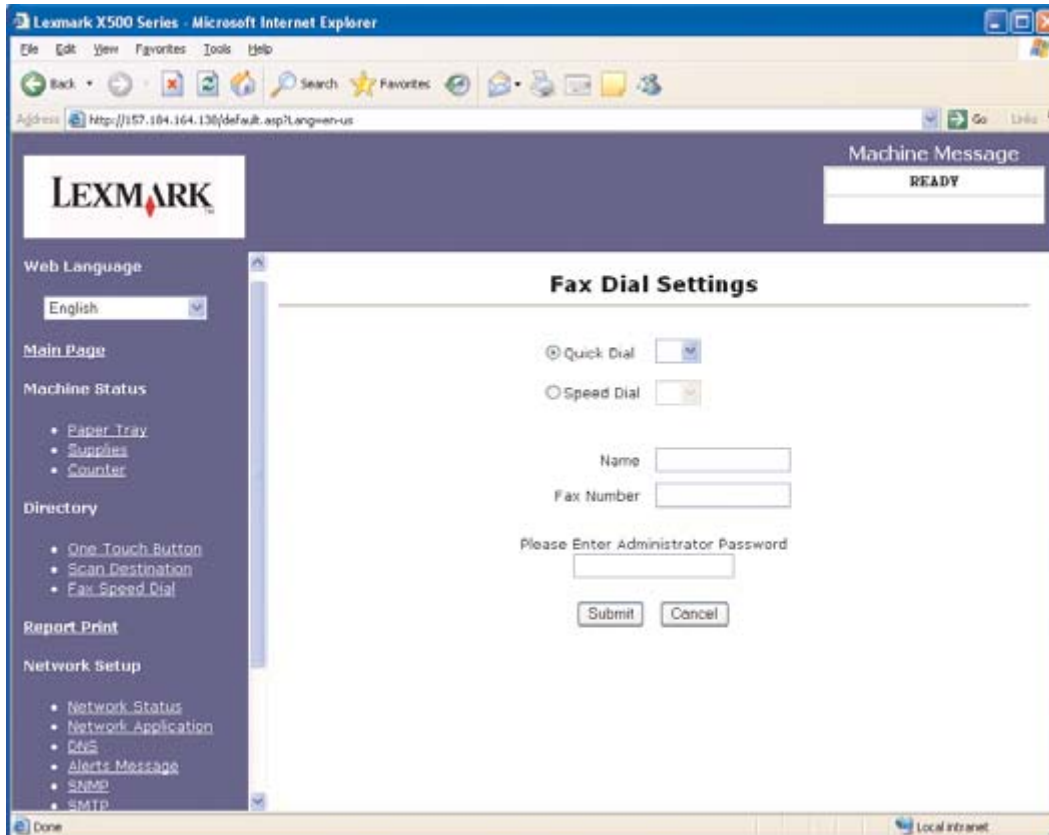 Lexmark X500 Series - Microsoft Internet Explorer
File Edit View Favorites Tools Help
Back Search Favorites
Address http://157.184.164.138/default.asp?Lang=en-us Go Links
LEXMARK
Machine Message
READY
Web Language
English
Main Page
Machine Status
Paper Tray
Supplies
Counter
Directory
One Touch Button
Scan Destination
Fax Speed Dial
Report Print
Network Setup
Network Status
Network Application
DNS
Alerts Message
SNMP
SMTP
Fax Dial Settings
Quick Dial
Speed Dial
Name
Fax Number
Please Enter Administrator Password
Submit Cancel
Done Local intranet